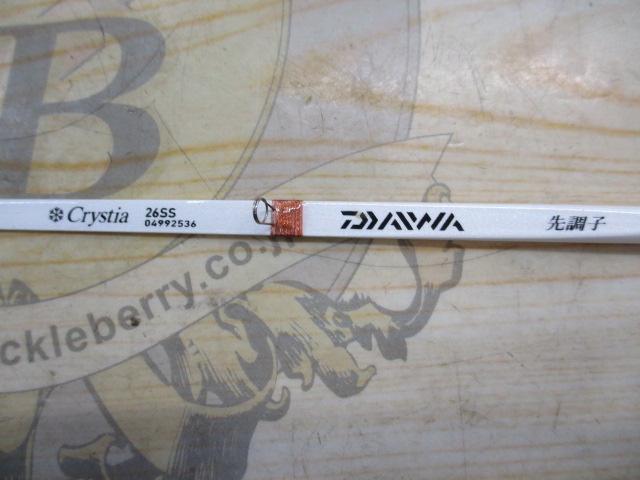 B
❄Crystia 26SS
04992536
DAIWA
先調子
ckleberry.co.j